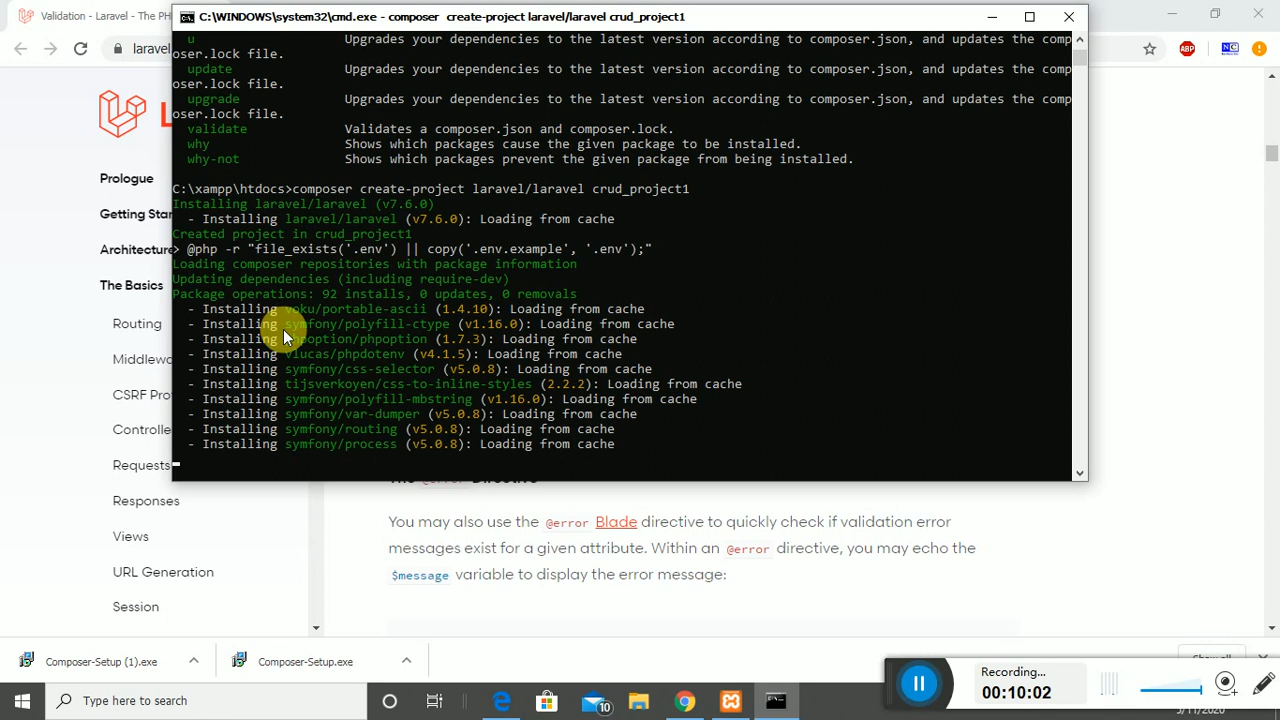 Validation - Laravel - The PH
C:\WINDOWS\system32\cmd.exe - composer  create-project laravel/laravel crud_project1
laravel
ABP
NC
u                    Upgrades your dependencies to the latest version according to composer.json, and updates the comp
oser.lock file.
update               Upgrades your dependencies to the latest version according to composer.json, and updates the comp
oser.lock file.
upgrade              Upgrades your dependencies to the latest version according to composer.json, and updates the comp
oser.lock file.
validate             Validates a composer.json and composer.lock.
why                  Shows which packages cause the given package to be installed.
why-not              Shows which packages prevent the given package from being installed.
C:\xampp\htdocs>composer create-project laravel/laravel crud_project1
Installing laravel/laravel (v7.6.0)
- Installing laravel/laravel (v7.6.0): Loading from cache
Created project in crud_project1
> @php -r "file_exists('.env') || copy('.env.example', '.env');"
Loading composer repositories with package information
Updating dependencies (including require-dev)
Package operations: 92 installs, 0 updates, 0 removals
- Installing voku/portable-ascii (1.4.10): Loading from cache
- Installing symfony/polyfill-ctype (v1.16.0): Loading from cache
- Installing phpoption/phpoption (1.7.3): Loading from cache
- Installing vlucas/phpdotenv (v4.1.5): Loading from cache
- Installing symfony/css-selector (v5.0.8): Loading from cache
- Installing tijsverkoyen/css-to-inline-styles (2.2.2): Loading from cache
- Installing symfony/polyfill-mbstring (v1.16.0): Loading from cache
- Installing symfony/var-dumper (v5.0.8): Loading from cache
- Installing symfony/routing (v5.0.8): Loading from cache
- Installing symfony/process (v5.0.8): Loading from cache
Prologue
Getting Star
Architecture
The Basics
Routing
Middlewa
CSRF Pro
Controlle
Requests
Responses
Views
URL Generation
Session
The @error Directive
You may also use the @error Blade directive to quickly check if validation error
messages exist for a given attribute. Within an @error directive, you may echo the
$message variable to display the error message:
Composer-Setup (1).exe
Composer-Setup.exe
Show all
Recording...
00:10:02
Type here to search
10
5/11/2020